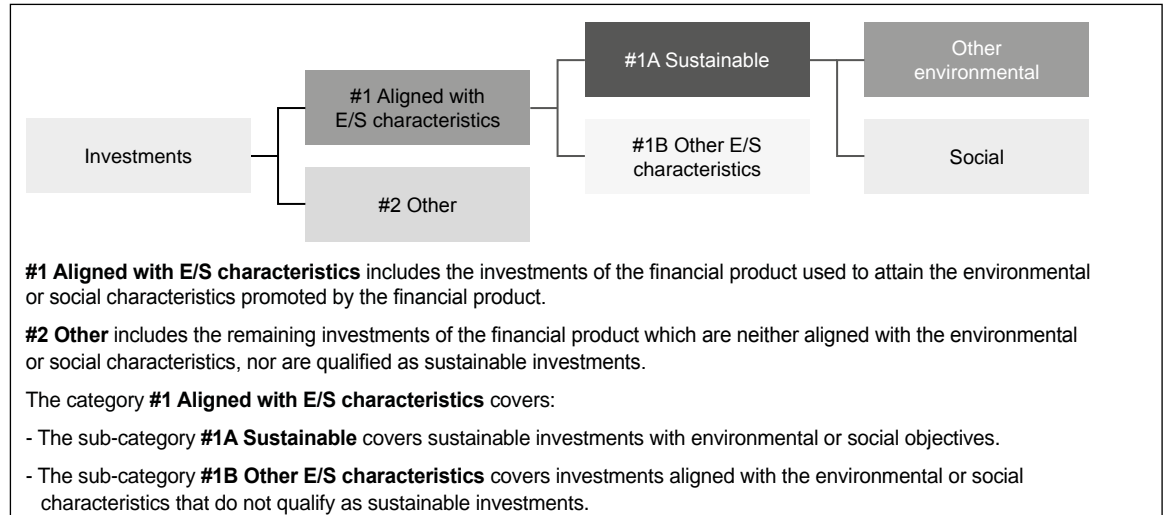 Investments
#1 Aligned with
E/S characteristics
#2 Other
#1A Sustainable
#1B Other E/S
characteristics
Other
environmental
Social
#1 Aligned with E/S characteristics includes the investments of the financial product used to attain the environmental
or social characteristics promoted by the financial product.
#2 Other includes the remaining investments of the financial product which are neither aligned with the environmental
or social characteristics, nor are qualified as sustainable investments.
The category #1 Aligned with E/S characteristics covers:
- The sub-category #1A Sustainable covers sustainable investments with environmental or social objectives.
- The sub-category #1B Other E/S characteristics covers investments aligned with the environmental or social
characteristics that do not qualify as sustainable investments.